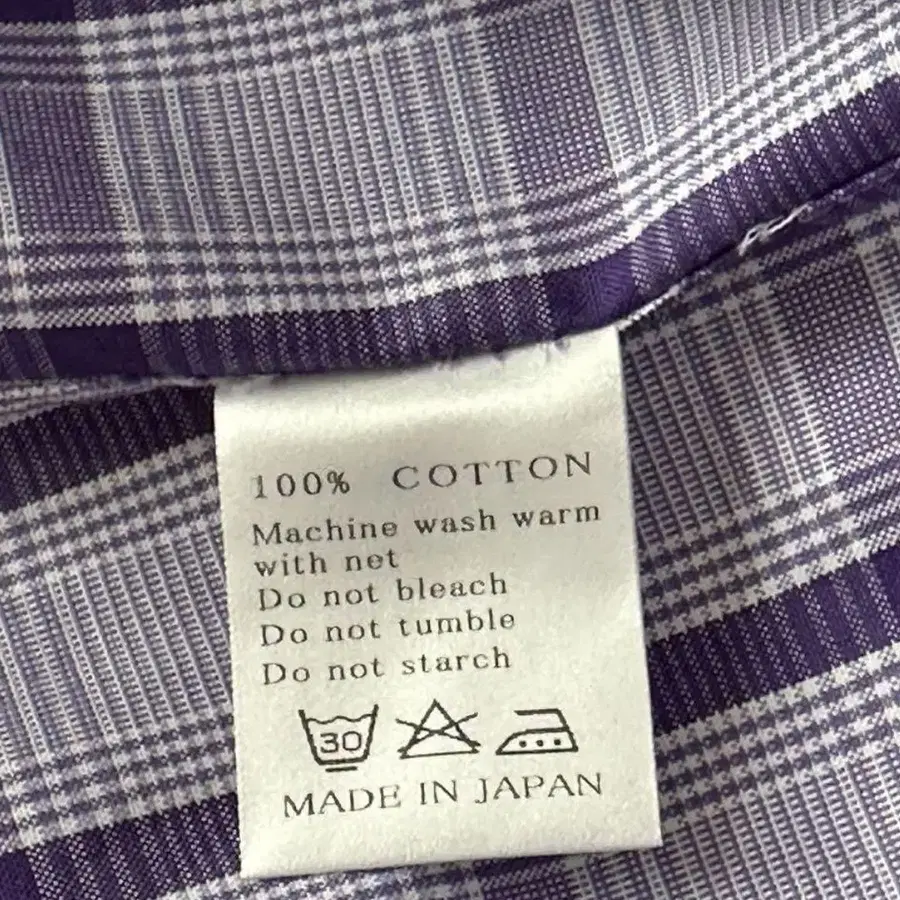 100% COTTON
Machine wash warm
with net
Do not bleach
Do not tumble
Do not starch
30
MADE IN JAPAN